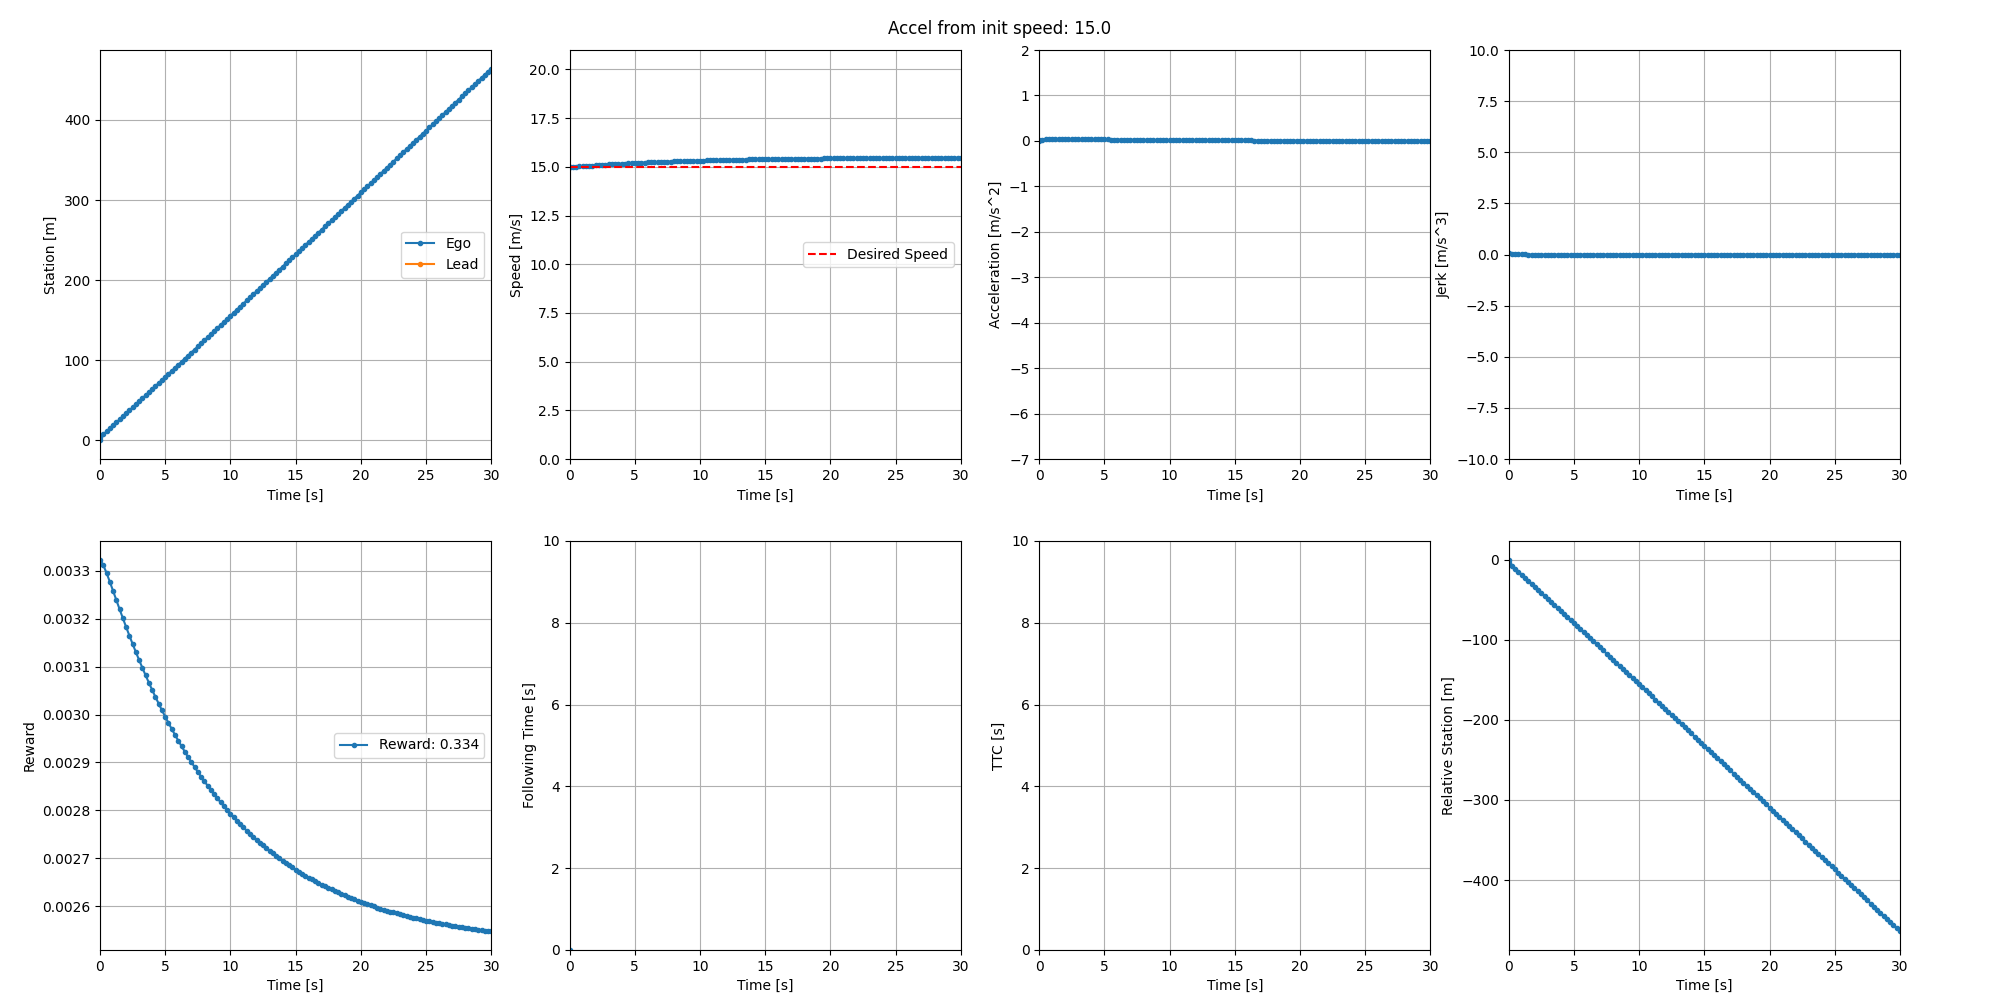 Accel from init speed: 15.0
Station [m]
400
300
200
100
0
0 5 10 15 20 25 30
Time [s]
Ego
Lead
Speed [m/s]
20.0
17.5
15.0
12.5
10.0
7.5
5.0
2.5
0.0
0 5 10 15 20 25 30
Time [s]
Desired Speed
Acceleration [m/s^2]
2
1
0
−1
−2
−3
−4
−5
−6
−7
0 5 10 15 20 25 30
Time [s]
Jerk [m/s^3]
10.0
7.5
5.0
2.5
0.0
−2.5
−5.0
−7.5
−10.0
0 5 10 15 20 25 30
Time [s]
Reward
0.0033
0.0032
0.0031
0.0030
0.0029
0.0028
0.0027
0.0026
0 5 10 15 20 25 30
Time [s]
Reward: 0.334
Following Time [s]
10
8
6
4
2
0
0 5 10 15 20 25 30
Time [s]
TTC [s]
10
8
6
4
2
0
0 5 10 15 20 25 30
Time [s]
Relative Station [m]
0
−100
−200
−300
−400
0 5 10 15 20 25 30
Time [s]